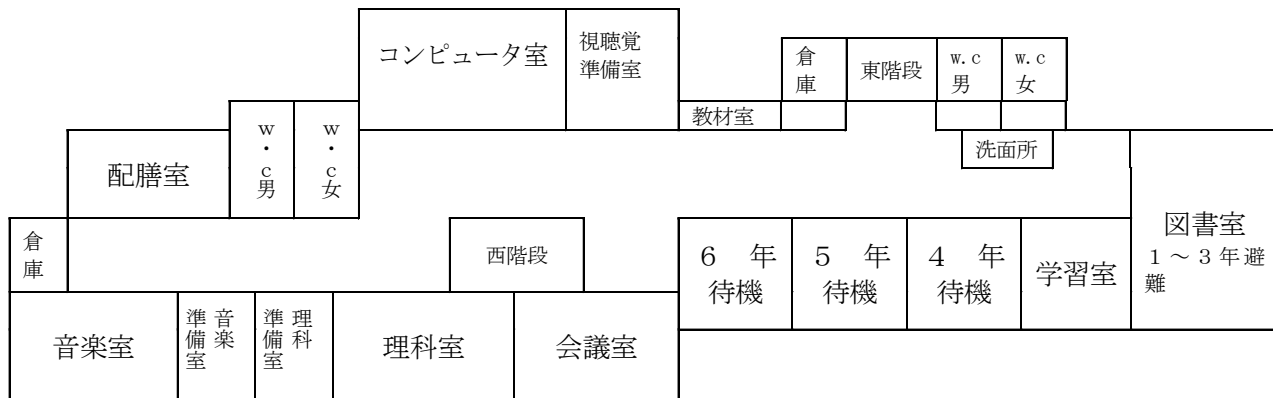 コンピュータ室
視聴覚
準備室
倉
庫
東階段
w.c
男
w.c
女
教材室
洗面所
配膳室
w・c男
w・c女
倉
庫
西階段
6 年
待機
5 年
待機
4 年
待機
学習室
図書室
1～3年避
難
音楽室
音楽
準備室
理科
準備室
理科室
会議室